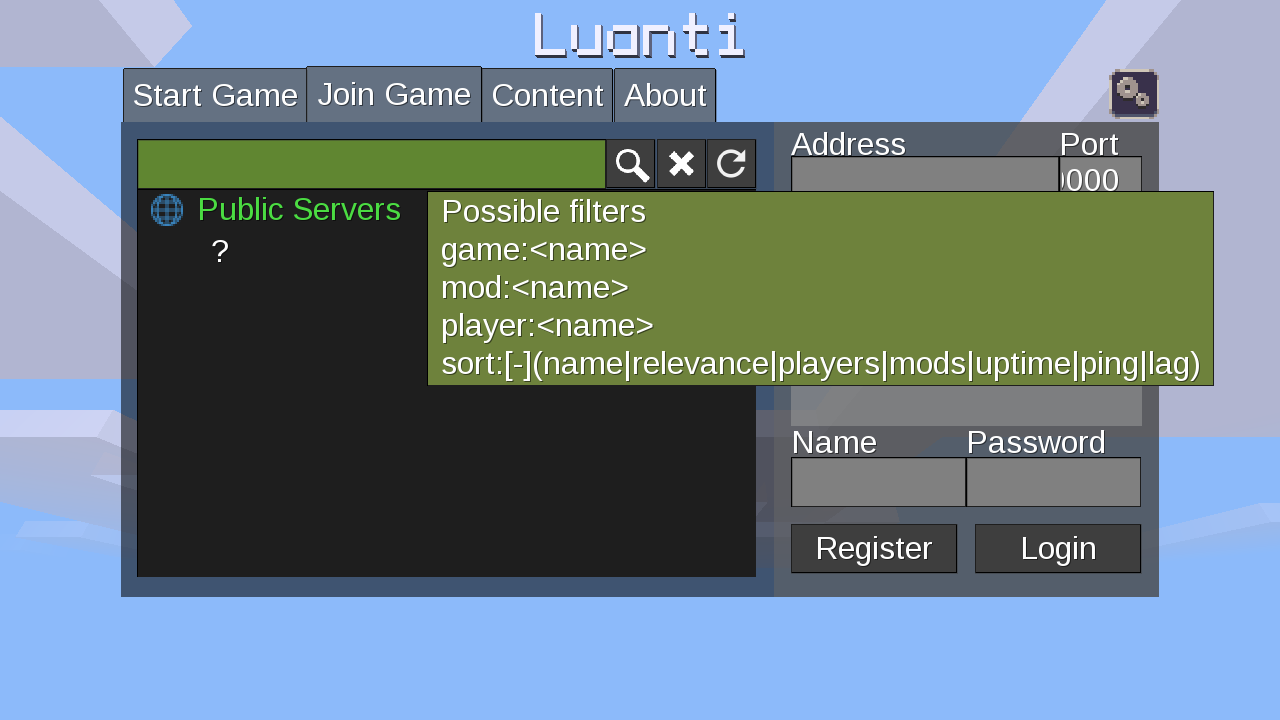 Luanti
Start Game
Join Game
Content
About
Address
Port
Public Servers
?
Possible filters
game:<name>
mod:<name>
player:<name>
sort:[-](name|relevance|players|mods|uptime|ping|lag)
Name
Password
Register
Login